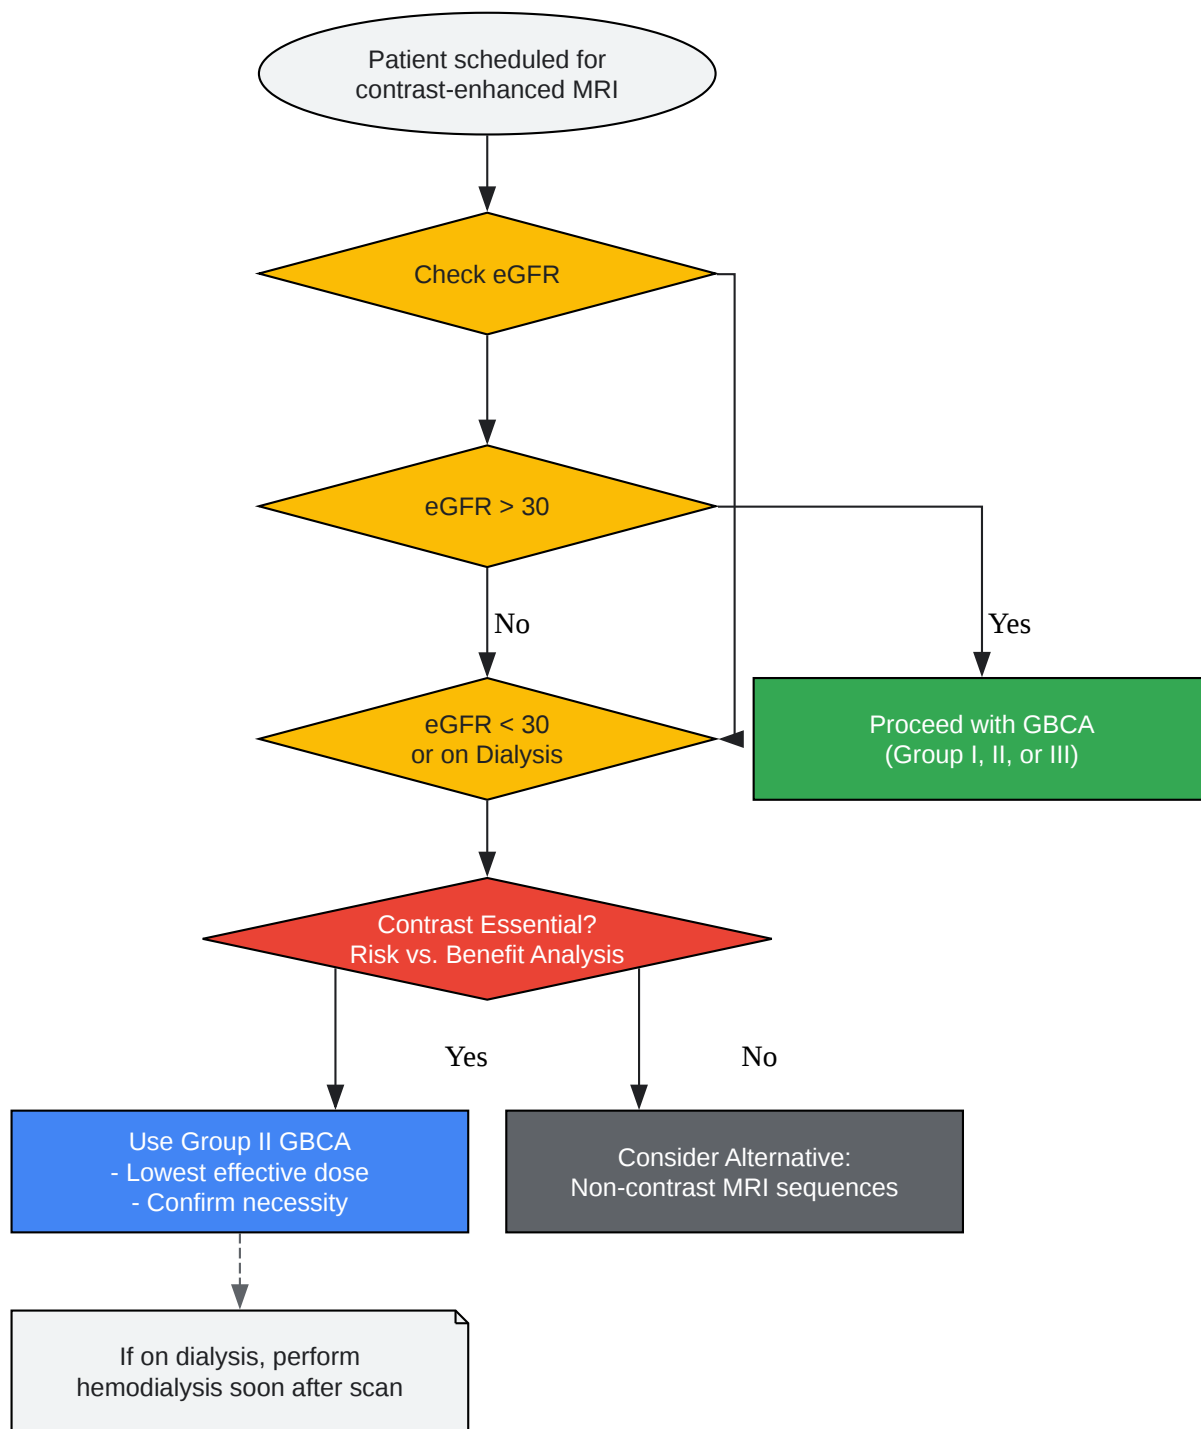 Patient scheduled for
contrast-enhanced MRI
Check eGFR
eGFR > 30
No
Yes
eGFR < 30
or on Dialysis
Proceed with GBCA
(Group I, II, or III)
Contrast Essential?
Risk vs. Benefit Analysis
Yes
No
Use Group II GBCA
- Lowest effective dose
- Confirm necessity
Consider Alternative:
Non-contrast MRI sequences
If on dialysis, perform
hemodialysis soon after scan